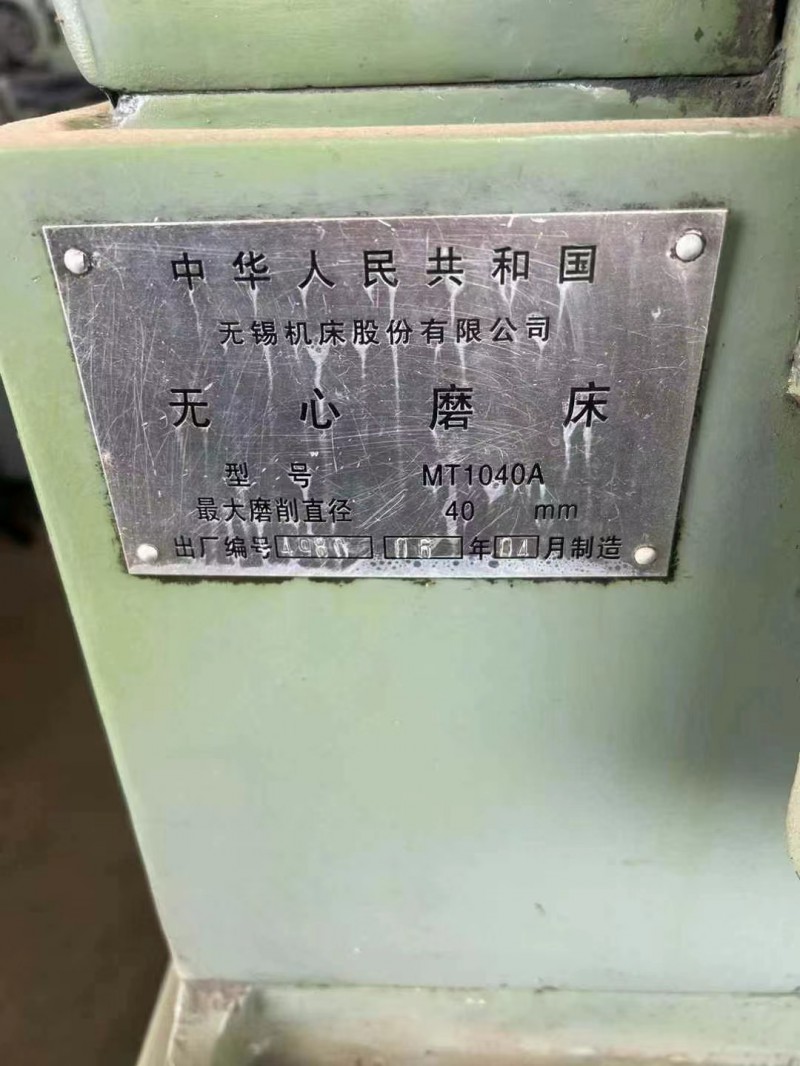 中华人民共和国
无锡机床股份有限公司
无心磨床
型号 MT1040A
最大磨削直径 40 mm
出厂编号 年04月制造